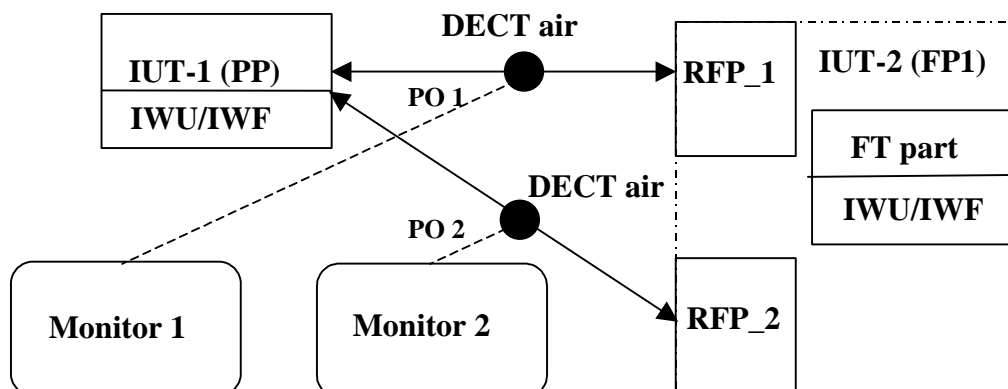 DECT air
IUT-1 (PP)
IWU/IWF
PO 1
RFP_1
IUT-2 (FP1)
FT part
IWU/IWF
DECT air
PO 2
Monitor 1
Monitor 2
RFP_2